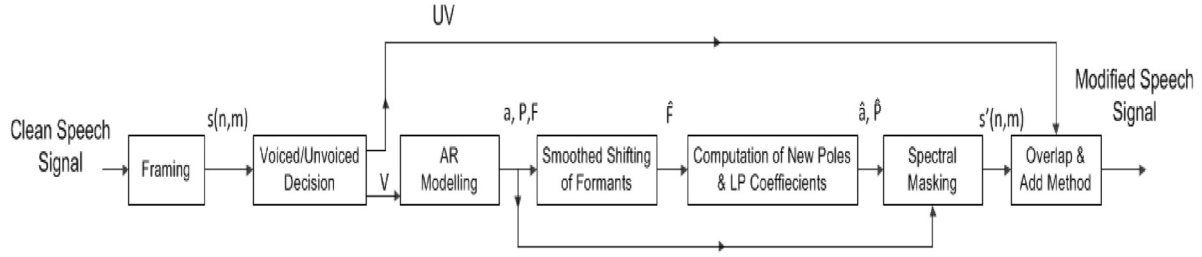 UV
Clean Speech
Signal
s(n,m)
Framing
Voiced/Unvoiced
Decision
V
a, P,F
AR
Modelling
Smoothed Shifting
of Formants
F̂
Computation of New Poles
& LP Coeffiecients
â, P̂
Spectral
Masking
s'(n,m)
Overlap &
Add Method
Modified Speech
Signal